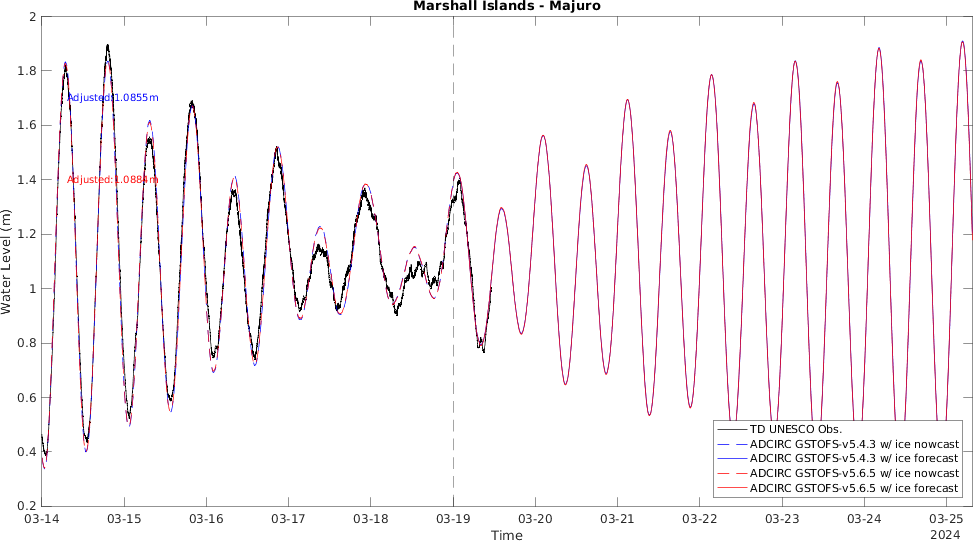 Marshall Islands - Majuro
2
1.8
Adjusted:1.0855m
1.6
1.4
Adjusted:1.0884m
1.2
1
0.8
0.6
0.4
0.2
Water Level (m)
TD UNESCO Obs.
ADCIRC GSTOFS-v5.4.3 w/ ice nowcast
ADCIRC GSTOFS-v5.4.3 w/ ice forecast
ADCIRC GSTOFS-v5.6.5 w/ ice nowcast
ADCIRC GSTOFS-v5.6.5 w/ ice forecast
03-14 03-15 03-16 03-17 03-18 03-19 03-20 03-21 03-22 03-23 03-24 03-25
Time
2024